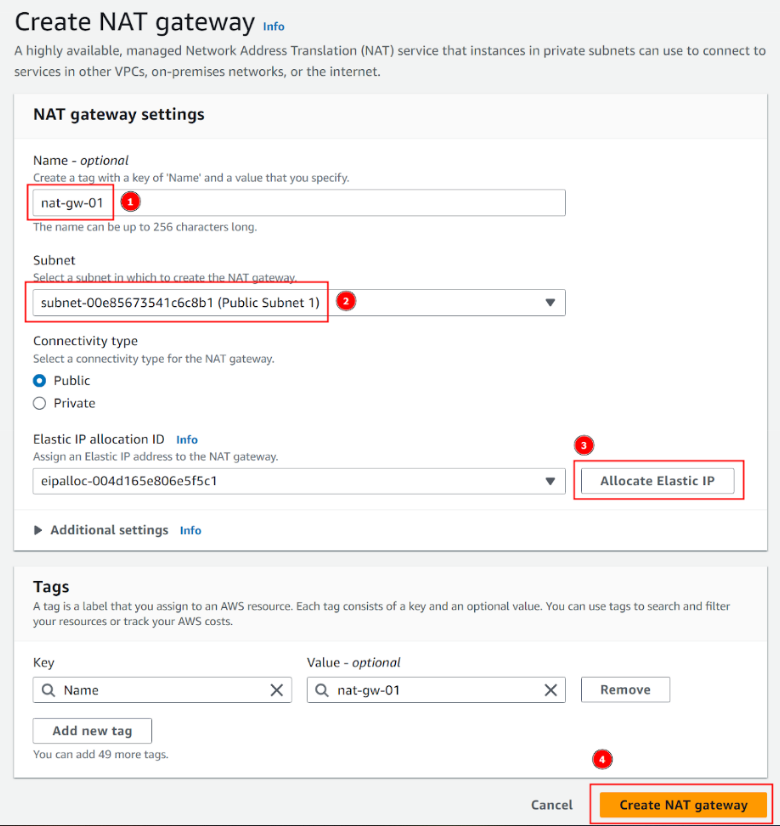 Create NAT gateway Info
A highly available, managed Network Address Translation (NAT) service that instances in private subnets can use to connect to
services in other VPCs, on-premises networks, or the internet.
NAT gateway settings
Name - optional
Create a tag with a key of 'Name' and a value that you specify.
nat-gw-01
1
The name can be up to 256 characters long.
Subnet
Select a subnet in which to create the NAT gateway.
subnet-00e85673541c6c8b1 (Public Subnet 1)
2
Connectivity type
Select a connectivity type for the NAT gateway.
Public
Private
Elastic IP allocation ID Info
3
Assign an Elastic IP address to the NAT gateway.
eipalloc-004d165e806e5f5c1
Allocate Elastic IP
Additional settings Info
Tags
A tag is a label that you assign to an AWS resource. Each tag consists of a key and an optional value. You can use tags to search and filter
your resources or track your AWS costs.
Key Value - optional
Name nat-gw-01 Remove
Add new tag
You can add 49 more tags.
4
Cancel Create NAT gateway